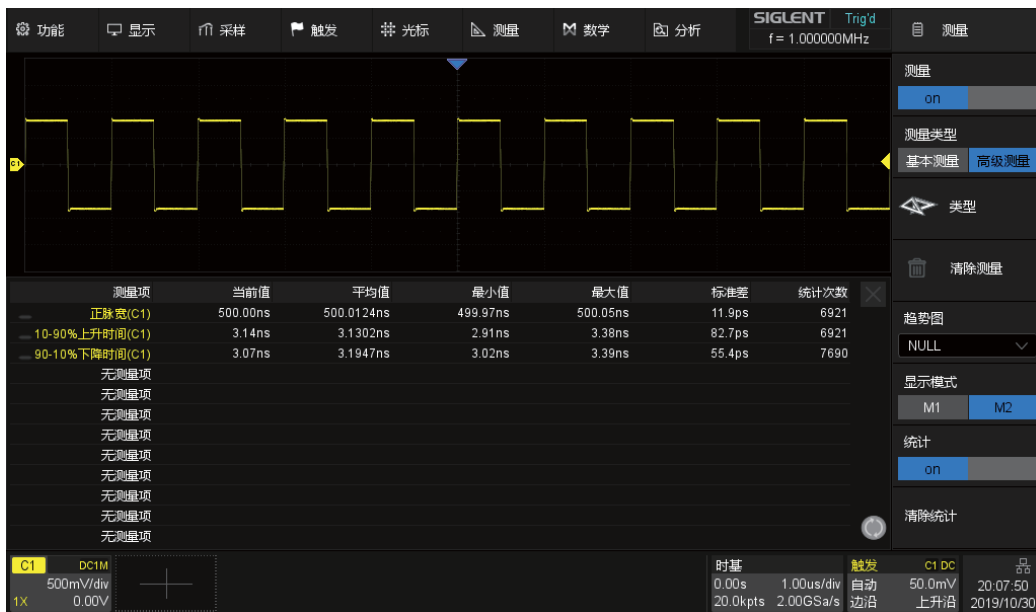 功能 显示 采样 触发 光标 测量 数学 分析 SIGLENT Trig'd
f = 1.000000MHz
测量
测量
on
测量类型
基本测量 高级测量
类型
清除测量
趋势图
NULL
显示模式
M1 M2
统计
on
清除统计
C1
测量项 当前值 平均值 最小值 最大值 标准差 统计次数
正脉宽(C1) 500.00ns 500.0124ns 499.97ns 500.05ns 11.9ps 6921
10-90%上升时间(C1) 3.14ns 3.1302ns 2.91ns 3.38ns 82.7ps 6921
90-10%下降时间(C1) 3.07ns 3.1947ns 3.02ns 3.39ns 55.4ps 7690
无测量项
无测量项
无测量项
无测量项
无测量项
无测量项
无测量项
无测量项
无测量项
C1 DC1M
500mV/div
1X 0.00V
时基
0.00s 1.00us/div
20.0kpts 2.00GSa/s
触发 C1 DC
自动 50.0mV
边沿 上升沿
20:07:50
2019/10/30